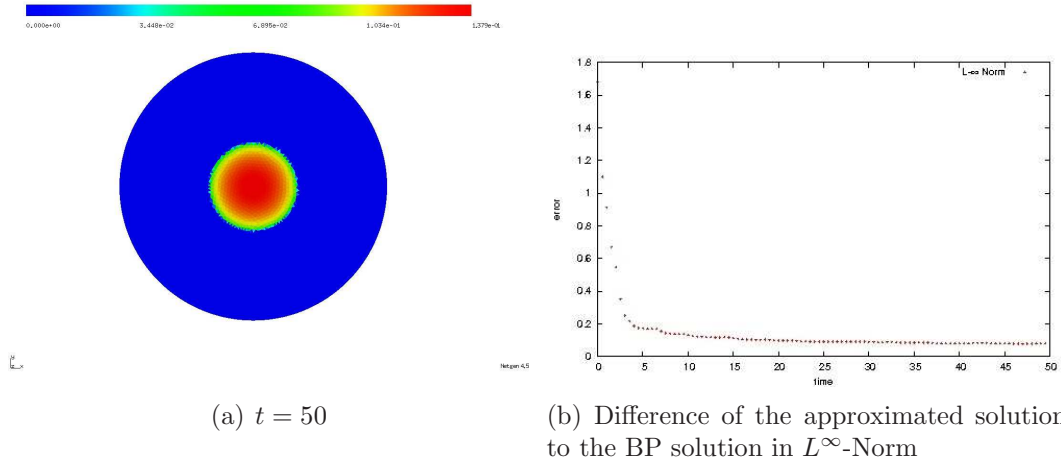 0.000e+00 3.448e-02 6.895e-02 1.034e-01 1.379e-01
Netgen 4.5
(a) t = 50
L-∞ Norm
error
1.8
1.6
1.4
1.2
1
0.8
0.6
0.4
0.2
0
0 5 10 15 20 25 30 35 40 45 50
time
(b) Difference of the approximated solution
to the BP solution in L∞-Norm